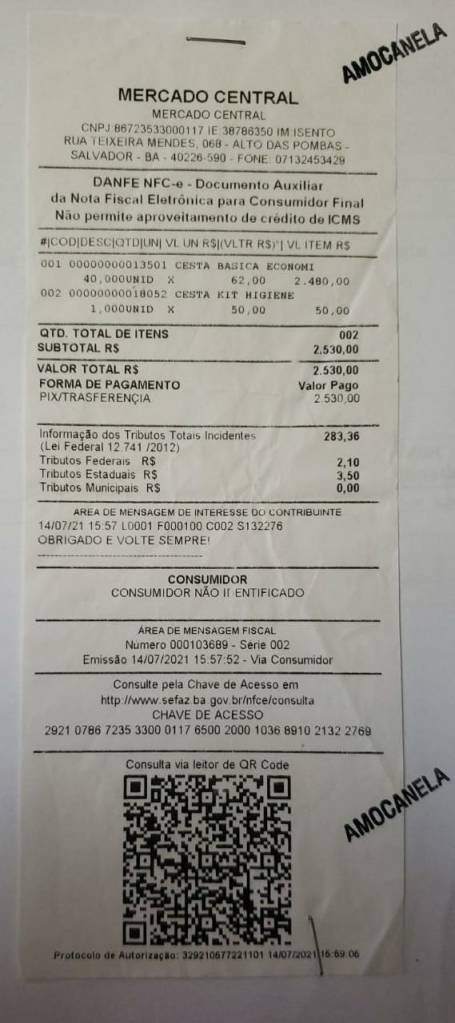 AMOCANELA
MERCADO CENTRAL
MERCADO CENTRAL
CNPJ 86723533000117 IE 38786350 IM ISENTO
RUA TEIXEIRA MENDES, 068 - ALTO DAS POMBAS -
SALVADOR - BA - 40226-590 - FONE: 07132453429
DANFE NFC-e - Documento Auxiliar
da Nota Fiscal Eletrônica para Consumidor Final
Não permite aproveitamento de crédito de ICMS
#|COD|DESC|QTD|UN| VL UN R$|(VLTR R$)*| VL ITEM R$
001 00000000013501 CESTA BASICA ECONOMI
40,000UNID X 62,00 2.480,00
002 00000000018052 CESTA KIT HIGIENE
1,000UNID X 50,00 50,00
QTD. TOTAL DE ITENS 002
SUBTOTAL R$ 2.530,00
VALOR TOTAL R$ 2.530,00
FORMA DE PAGAMENTO Valor Pago
PIX/TRASFERENÇIA 2.530,00
Informação dos Tributos Totais Incidentes 283,36
(Lei Federal 12.741 /2012)
Tributos Federais R$ 2,10
Tributos Estaduais R$ 3,50
Tributos Municipais R$ 0,00
AREA DE MENSAGEM DE INTERESSE DO CONTRIBUINTE
14/07/21 15:57 L0001 F000100 C002 S132276
OBRIGADO E VOLTE SEMPRE!
CONSUMIDOR
CONSUMIDOR NÃO II ENTIFICADO
ÁREA DE MENSAGEM FISCAL
Número 000103689 - Série 002
Emissão 14/07/2021 15:57:52 - Via Consumidor
Consulte pela Chave de Acesso em
http://www.sefaz.ba.gov.br/nfce/consulta
CHAVE DE ACESSO
2921 0786 7235 3300 0117 6500 2000 1036 8910 2132 2769
Consulta via leitor de QR Code
AMOCANELA
Protocolo de Autorização: 329210677221101 14/07/2021 15:59:06